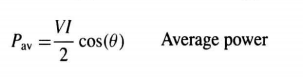 P_av = VI/2 cos(θ) Average power